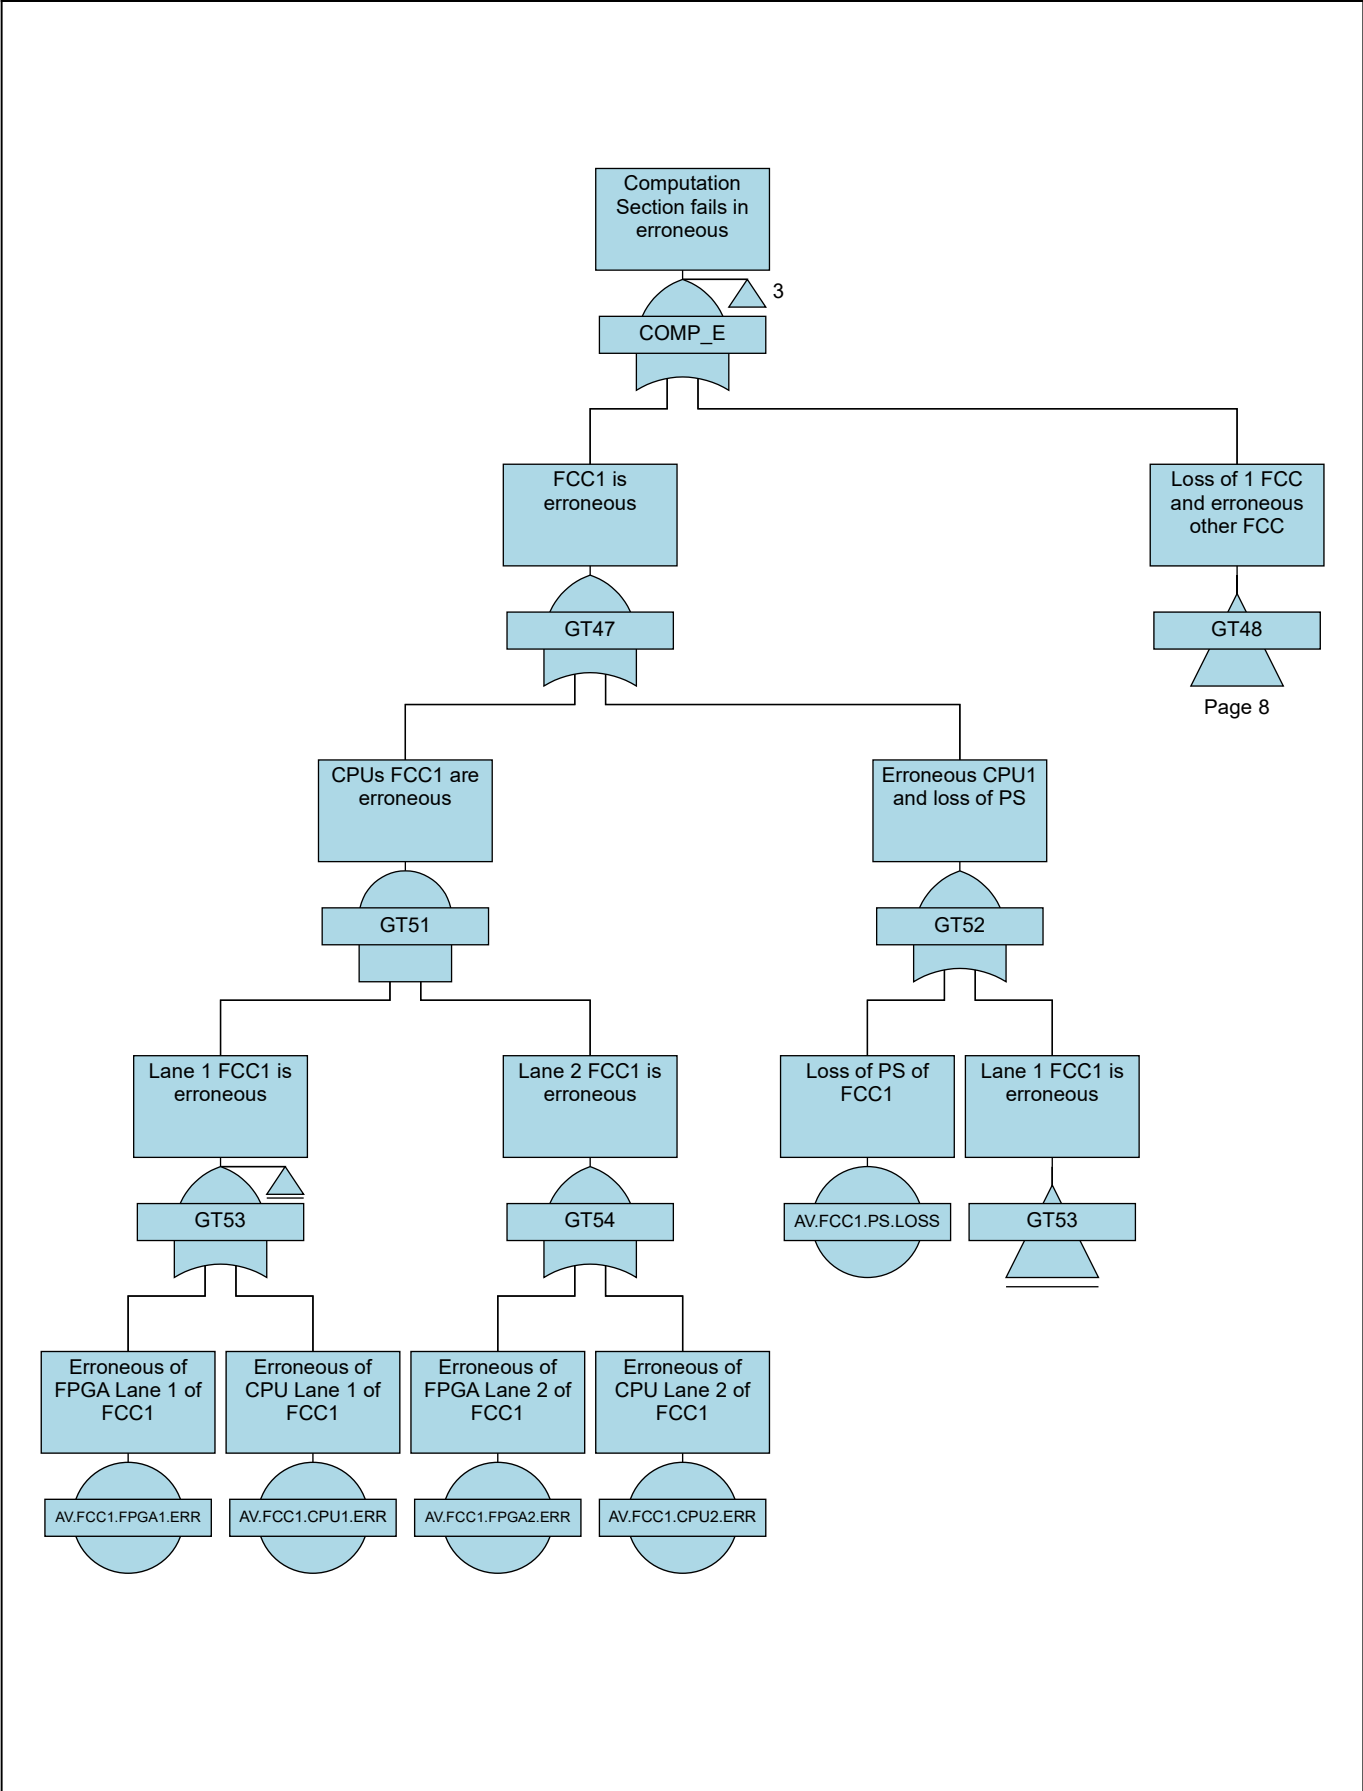 Computation
Section fails in
erroneous
3
COMP_E
FCC1 is
erroneous
GT47
Loss of 1 FCC
and erroneous
other FCC
GT48
Page 8
CPUs FCC1 are
erroneous
GT51
Erroneous CPU1
and loss of PS
GT52
Lane 1 FCC1 is
erroneous
GT53
Lane 2 FCC1 is
erroneous
GT54
Loss of PS of
FCC1
AV.FCC1.PS.LOSS
Lane 1 FCC1 is
erroneous
GT53
Erroneous of
FPGA Lane 1 of
FCC1
AV.FCC1.FPGA1.ERR
Erroneous of
CPU Lane 1 of
FCC1
AV.FCC1.CPU1.ERR
Erroneous of
FPGA Lane 2 of
FCC1
AV.FCC1.FPGA2.ERR
Erroneous of
CPU Lane 2 of
FCC1
AV.FCC1.CPU2.ERR